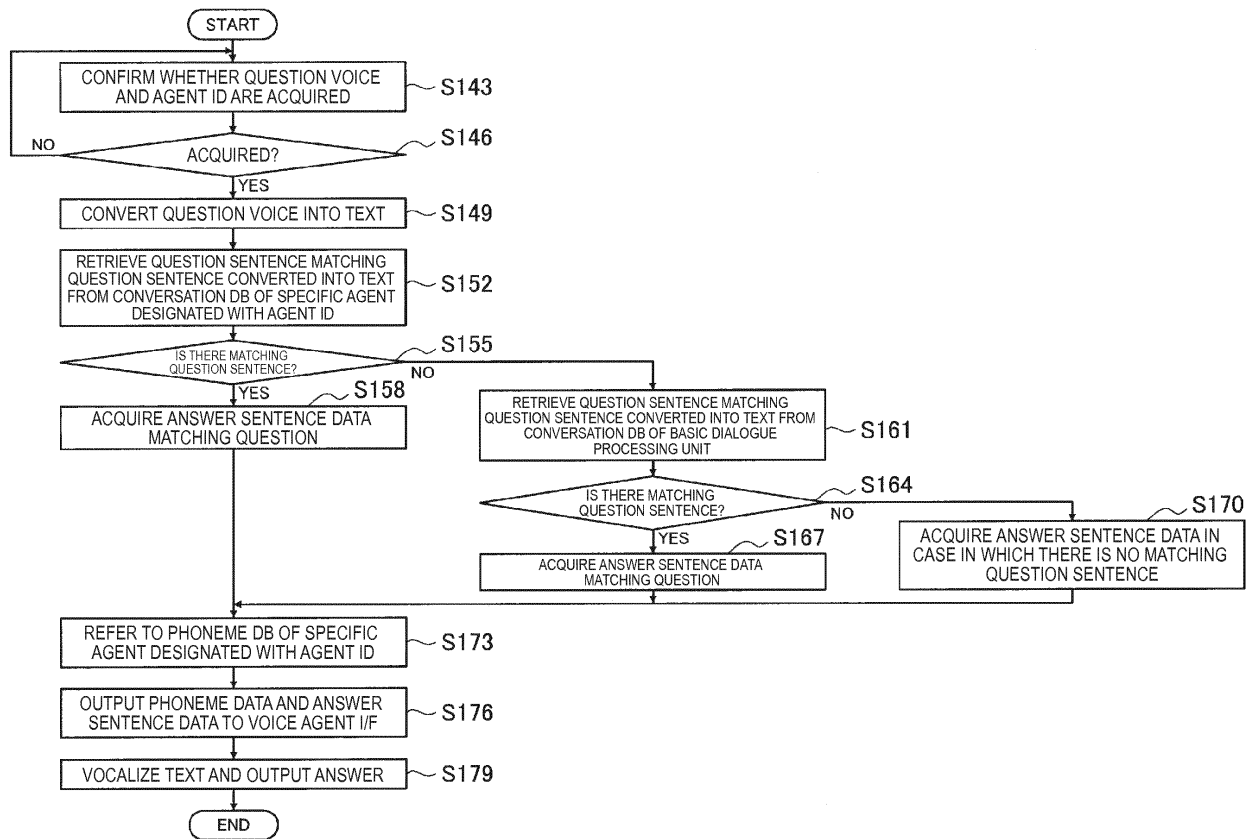 START
CONFIRM WHETHER QUESTION VOICE
AND AGENT ID ARE ACQUIRED
S143
S146
NO
ACQUIRED?
YES
CONVERT QUESTION VOICE INTO TEXT
S149
RETRIEVE QUESTION SENTENCE MATCHING
QUESTION SENTENCE CONVERTED INTO TEXT
FROM CONVERSATION DB OF SPECIFIC AGENT
DESIGNATED WITH AGENT ID
S152
S155
IS THERE MATCHING
QUESTION SENTENCE?
NO
YES
S158
ACQUIRE ANSWER SENTENCE DATA
MATCHING QUESTION
RETRIEVE QUESTION SENTENCE MATCHING
QUESTION SENTENCE CONVERTED INTO TEXT FROM
CONVERSATION DB OF BASIC DIALOGUE
PROCESSING UNIT
S161
S164
IS THERE MATCHING
QUESTION SENTENCE?
NO
YES
S167
ACQUIRE ANSWER SENTENCE DATA
MATCHING QUESTION
S170
ACQUIRE ANSWER SENTENCE DATA IN
CASE IN WHICH THERE IS NO MATCHING
QUESTION SENTENCE
REFER TO PHONEME DB OF SPECIFIC
AGENT DESIGNATED WITH AGENT ID
S173
OUTPUT PHONEME DATA AND ANSWER
SENTENCE DATA TO VOICE AGENT I/F
S176
VOCALIZE TEXT AND OUTPUT ANSWER
S179
END